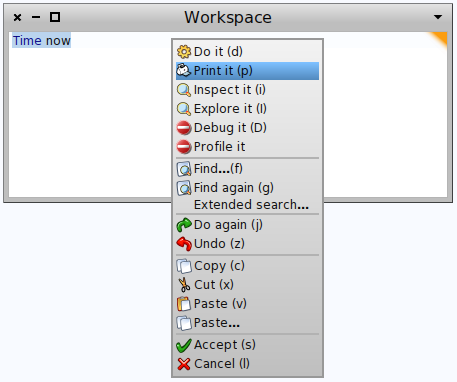 Workspace
Time now
Do it (d)
Print it (p)
Inspect it (i)
Explore it (I)
Debug it (D)
Profile it
Find...(f)
Find again (g)
Extended search...
Do again (j)
Undo (z)
Copy (c)
Cut (x)
Paste (v)
Paste...
Accept (s)
Cancel (l)